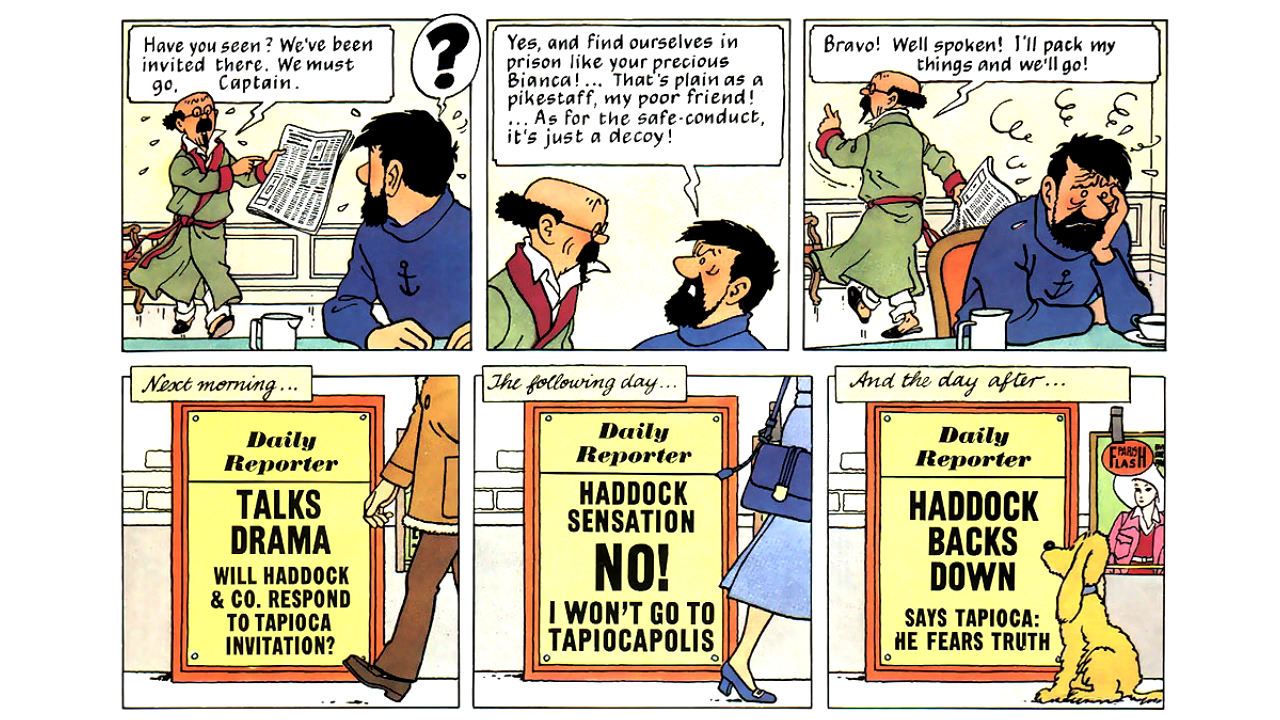 Have you seen? We've been
invited there. We must
go, Captain.
?
Yes, and find ourselves in
prison like your precious
Bianca!... That's plain as a
pikestaff, my poor friend!
... As for the safe-conduct,
it's just a decoy!
Bravo! Well spoken! I'll pack my
things and we'll go!
Next morning...
Daily
Reporter
TALKS
DRAMA
WILL HADDOCK
& CO. RESPOND
TO TAPIOCA
INVITATION?
The following day...
Daily
Reporter
HADDOCK
SENSATION
NO!
I WON'T GO TO
TAPIOCAPOLIS
And the day after...
Daily
Reporter
HADDOCK
BACKS
DOWN
SAYS TAPIOCA:
HE FEARS TRUTH
PARIS
FLASH